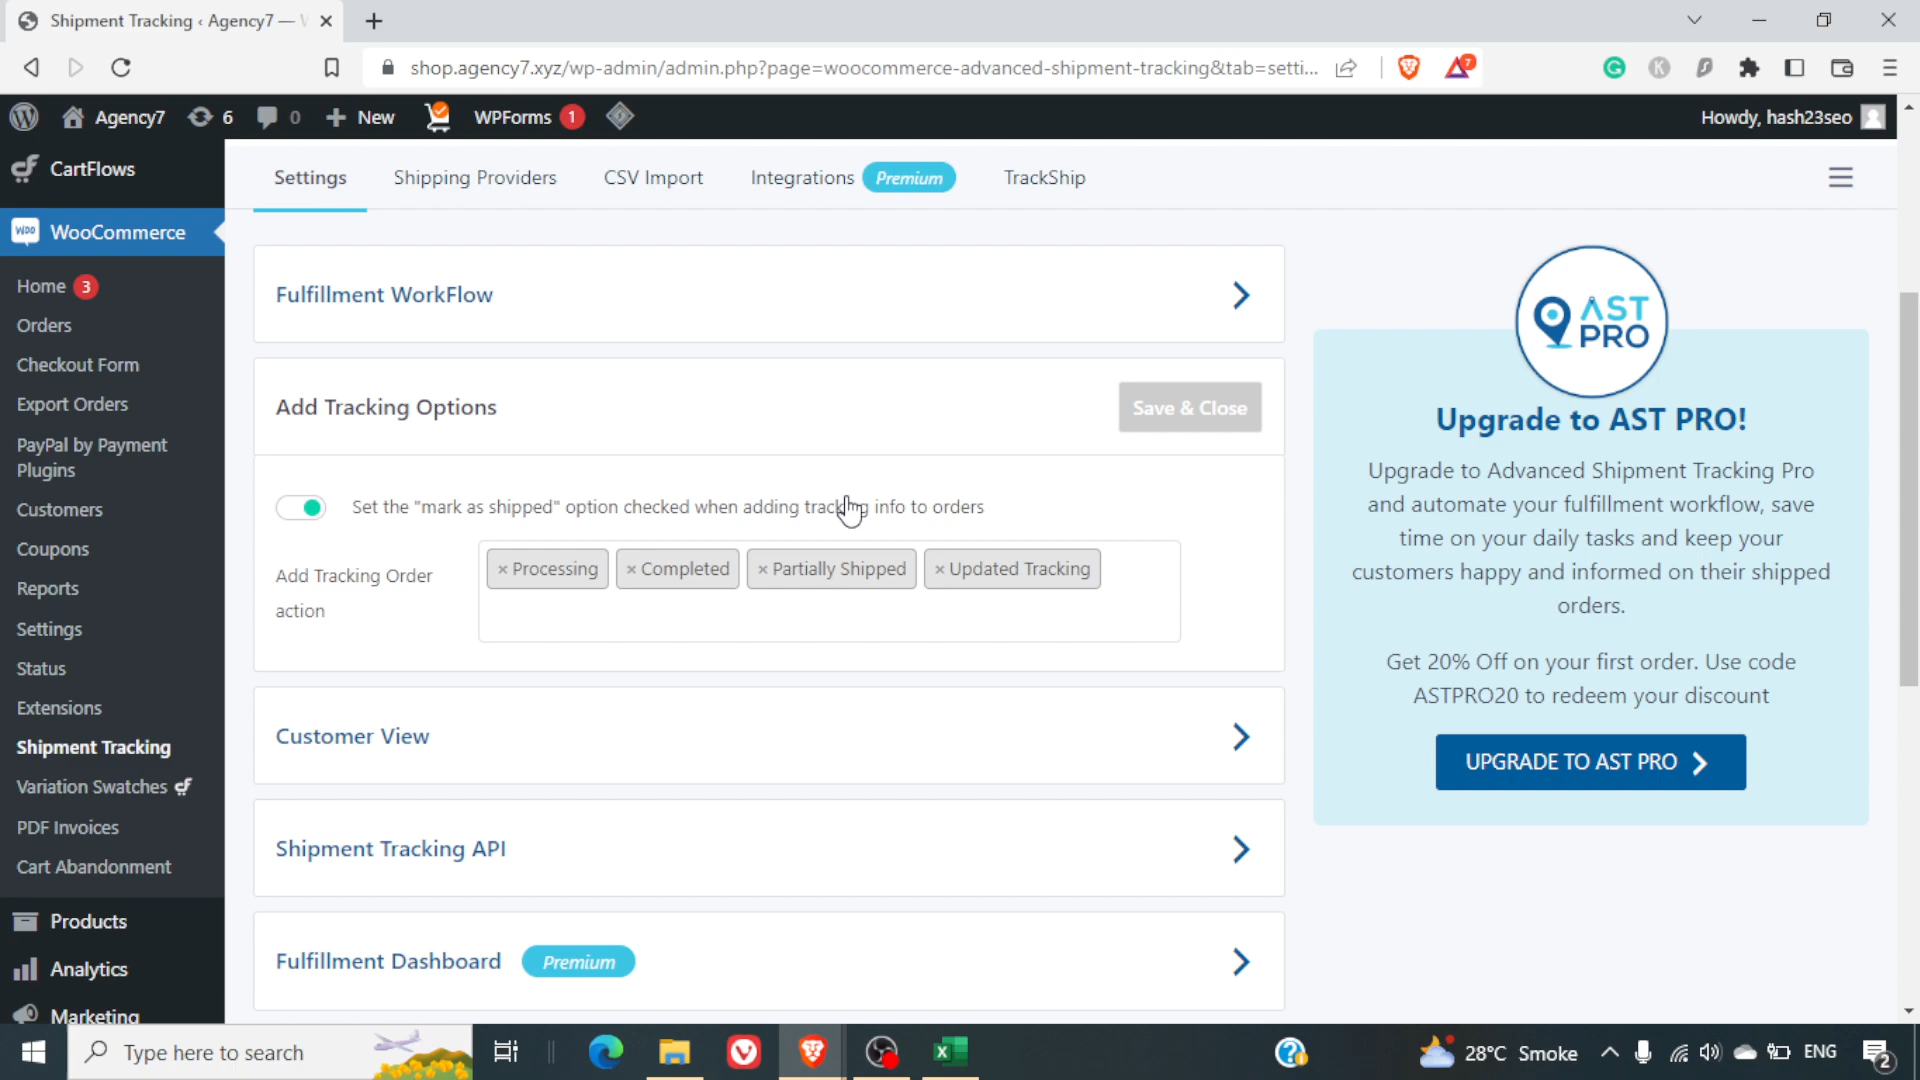 Shipment Tracking ‹ Agency7 —
shop.agency7.xyz/wp-admin/admin.php?page=woocommerce-advanced-shipment-tracking&tab=setti...
7
Agency7
6
0
New
WPForms 1
Howdy, hash23seo
CartFlows
Settings
Shipping Providers
CSV Import
Integrations Premium
TrackShip
WOO
WooCommerce
Home 3
Orders
Checkout Form
Export Orders
PayPal by Payment
Plugins
Customers
Coupons
Reports
Settings
Status
Extensions
Shipment Tracking
Variation Swatches
PDF Invoices
Cart Abandonment
Products
Analytics
Marketing
Fulfillment WorkFlow
Add Tracking Options
Save & Close
Set the "mark as shipped" option checked when adding tracking info to orders
Add Tracking Order
action
× Processing
× Completed
× Partially Shipped
× Updated Tracking
Customer View
Shipment Tracking API
Fulfillment Dashboard Premium
AST
PRO
Upgrade to AST PRO!
Upgrade to Advanced Shipment Tracking Pro
and automate your fulfillment workflow, save
time on your daily tasks and keep your
customers happy and informed on their shipped
orders.
Get 20% Off on your first order. Use code
ASTPRO20 to redeem your discount
UPGRADE TO AST PRO
Type here to search
28°C Smoke
ENG
2